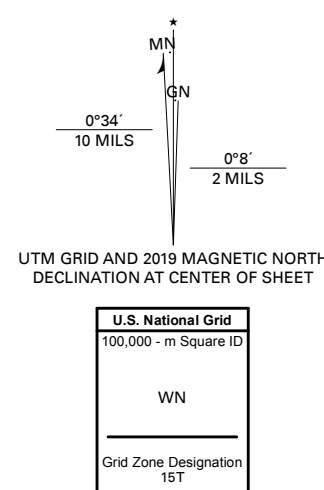 ★
MN
GN
0°34´
10 MILS
0°8´
2 MILS
UTM GRID AND 2019 MAGNETIC NORTH
DECLINATION AT CENTER OF SHEET
U.S. National Grid
100,000 - m Square ID
WN
Grid Zone Designation
15T